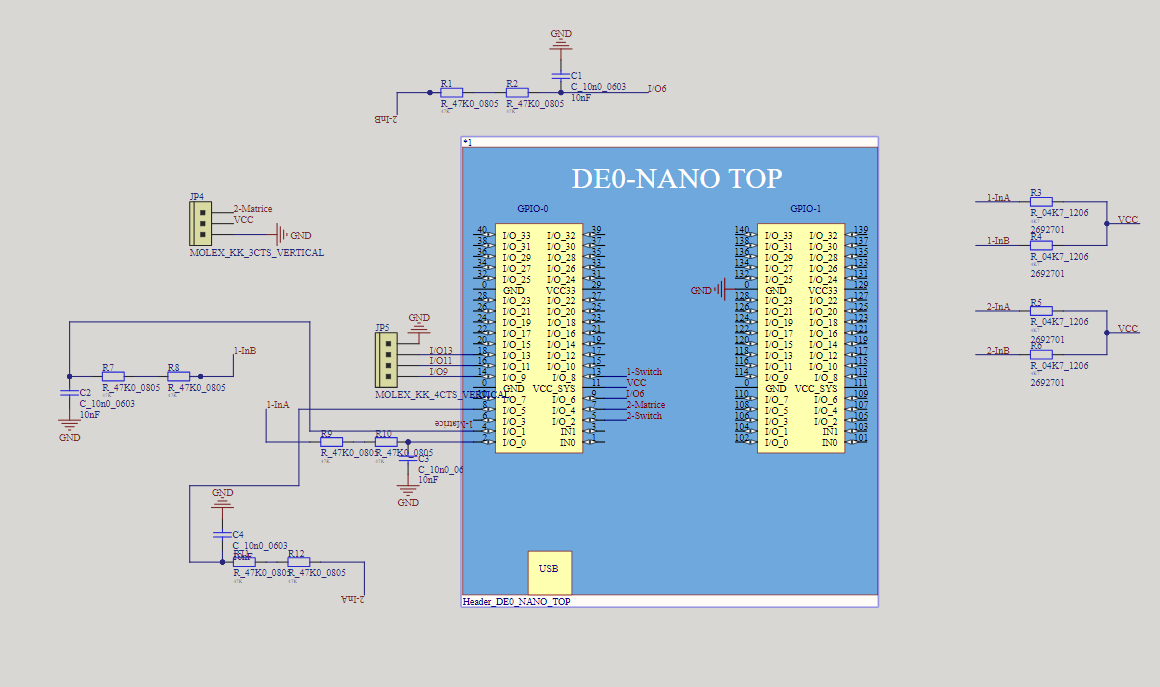 GND
C1
C_10n0_0603
10nF
R1
R_47K0_0805
47K
R2
R_47K0_0805
47K
I/O6
2-InB
*1
DE0-NANO TOP
GPIO-0
GPIO-1
JP4
2-Matrice
VCC
GND
MOLEX_KK_3CTS_VERTICAL
1-InA
R3
R_04K7_1206
4K7
2692701
VCC
1-InB
R4
R_04K7_1206
4K7
2692701
2-InA
R5
R_04K7_1206
4K7
2692701
VCC
2-InB
R6
R_04K7_1206
4K7
2692701
40 I/O_33 I/O_32 39
38 I/O_31 I/O_30 37
36 I/O_29 I/O_28 35
34 I/O_27 I/O_26 33
32 I/O_25 I/O_24 31
0 GND VCC33 29
28 I/O_23 I/O_22 27
26 I/O_21 I/O_20 25
24 I/O_19 I/O_18 23
22 I/O_17 I/O_16 21
20 I/O_15 I/O_14 19
18 I/O_13 I/O_12 17
16 I/O_11 I/O_10 15
14 I/O_9 I/O_8 13
0 GND VCC_SYS 11
10 I/O_7 I/O_6 9
8 I/O_5 I/O_4 7
6 I/O_3 I/O_2 5
4 I/O_1 IN1 3
2 I/O_0 IN0 1
1-Switch
VCC
I/O6
2-Matrice
2-Switch
GND
140 I/O_33 I/O_32 139
138 I/O_31 I/O_30 137
136 I/O_29 I/O_28 135
134 I/O_27 I/O_26 133
132 I/O_25 I/O_24 131
0 GND VCC33 129
128 I/O_23 I/O_22 127
126 I/O_21 I/O_20 125
124 I/O_19 I/O_18 123
122 I/O_17 I/O_16 121
120 I/O_15 I/O_14 119
118 I/O_13 I/O_12 117
116 I/O_11 I/O_10 115
114 I/O_9 I/O_8 113
0 GND VCC_SYS 111
110 I/O_7 I/O_6 109
108 I/O_5 I/O_4 107
106 I/O_3 I/O_2 105
104 I/O_1 IN1 103
102 I/O_0 IN0 101
GND
JP5
I/O13
I/O11
I/O9
MOLEX_KK_4CTS_VERTICAL
1-Matrice
1-InB
R7
R_47K0_0805
47K
R8
R_47K0_0805
47K
C2
C_10n0_0603
10nF
GND
1-InA
R9
R_47K0_0805
47K
R10
R_47K0_0805
47K
C3
C_10n0_06
10nF
GND
GND
C4
C_10n0_0603
10nF
R11
R_47K0_0805
47K
R12
R_47K0_0805
47K
2-InA
USB
Header_DE0_NANO_TOP